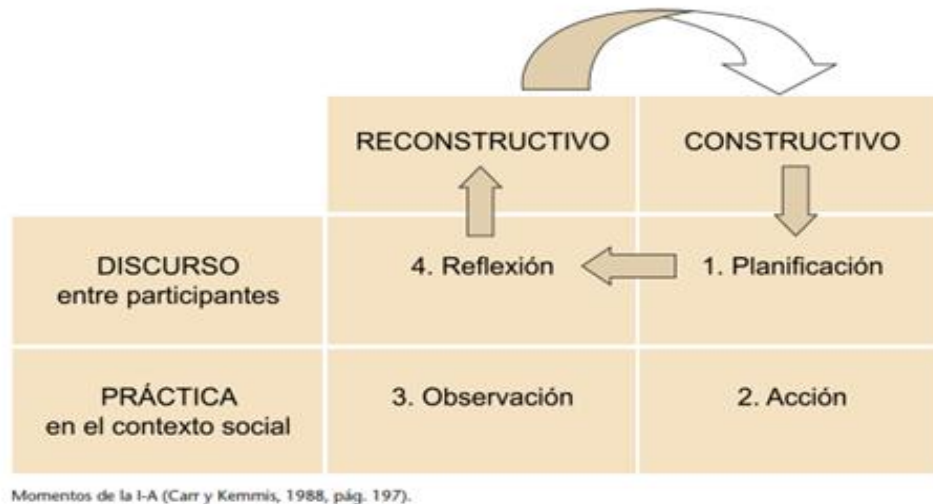 RECONSTRUCTIVO
CONSTRUCTIVO
DISCURSO
entre participantes
4. Reflexión
1. Planificación
PRÁCTICA
en el contexto social
3. Observación
2. Acción
Momentos de la I-A (Carr y Kemmis, 1988, pág. 197).